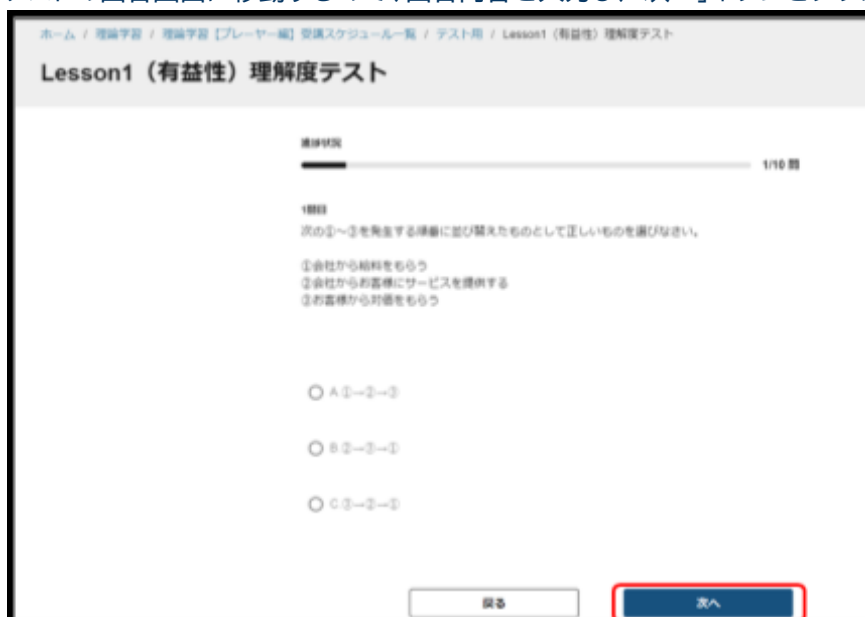 ホーム / 理論学習 / 理論学習【プレーヤー編】受講スケジュール一覧 / テスト用 / Lesson1（有益性）理解度テスト
Lesson1（有益性）理解度テスト
進捗状況
1/10 問
1問目
次の①～③を発生する順番に並び替えたものとして正しいものを選びなさい。
①会社から給料をもらう
②会社からお客様にサービスを提供する
③お客様から対価をもらう
A ①→②→③
B ②→③→①
C ③→②→①
戻る
次へ